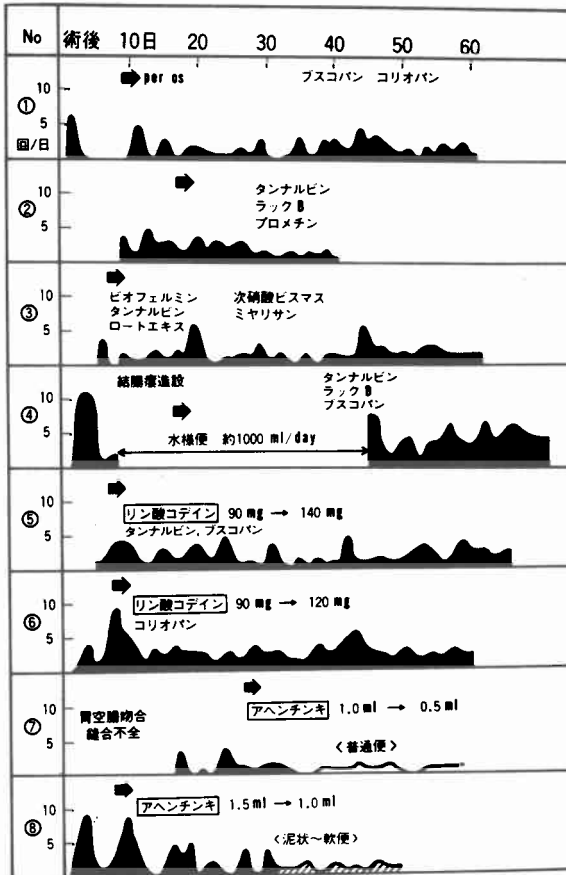 No 術後 10日 20 30 40 50 60
① 回/日 10 5
per os ブスコパン コリオパン
② 10 5
タンナルビン
ラックB
プロメチン
③ 10 5
ビオフェルミン 次硝酸ビスマス
タンナルビン ミヤリサン
ロートエキス
④ 10 5
結腸瘻造設 タンナルビン
ラックB
ブスコパン
水様便 約1000 ml/day
⑤ 10 5
リン酸コデイン 90 mg → 140 mg
タンナルビン, ブスコパン
⑥ 10 5
リン酸コデイン 90 mg → 120 mg
コリオパン
⑦ 10 5
胃空腸吻合
縫合不全
アヘンチンキ 1.0 ml → 0.5 ml
<普通便>
⑧ 10 5
アヘンチンキ 1.5 ml → 1.0 ml
<泥状～軟便>